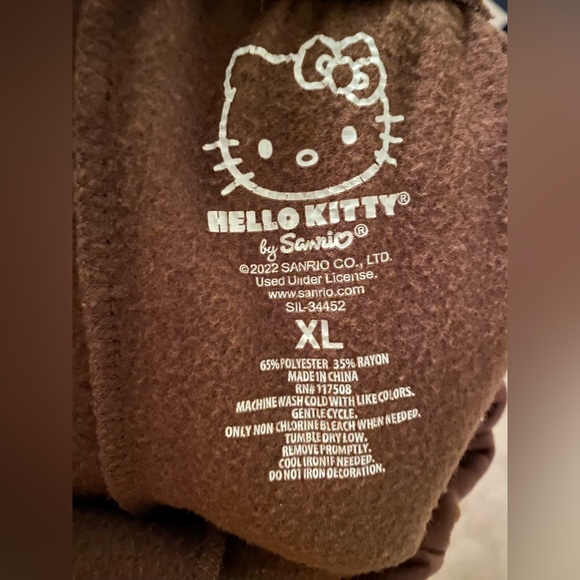 HELLO KITTY®
by Sanrio®
©2022 SANRIO CO., LTD.
Used Under License.
www.sanrio.com
SIL-34452
XL
65% POLYESTER 35% RAYON
MADE IN CHINA
RN# 117508
MACHINE WASH COLD WITH LIKE COLORS.
GENTLE CYCLE.
ONLY NON CHLORINE BLEACH WHEN NEEDED.
TUMBLE DRY LOW.
REMOVE PROMPTLY.
COOL IRON IF NEEDED.
DO NOT IRON DECORATION.